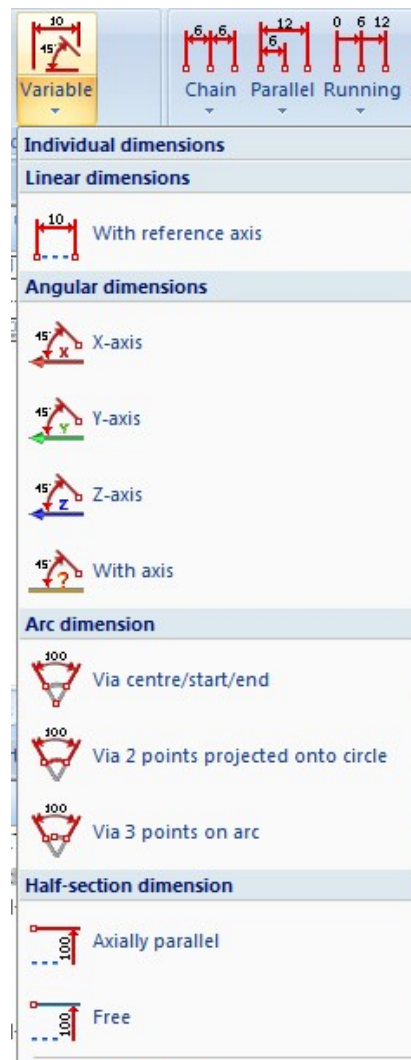 10
45°
Variable
6 6
Chain
12
6
Parallel
0 6 12
Running
Individual dimensions
Linear dimensions
10
With reference axis
Angular dimensions
45°
X
X-axis
45°
Y
Y-axis
45°
Z
Z-axis
45°
?
With axis
Arc dimension
100
Via centre/start/end
100
Via 2 points projected onto circle
100
Via 3 points on arc
Half-section dimension
100
Axially parallel
100
Free